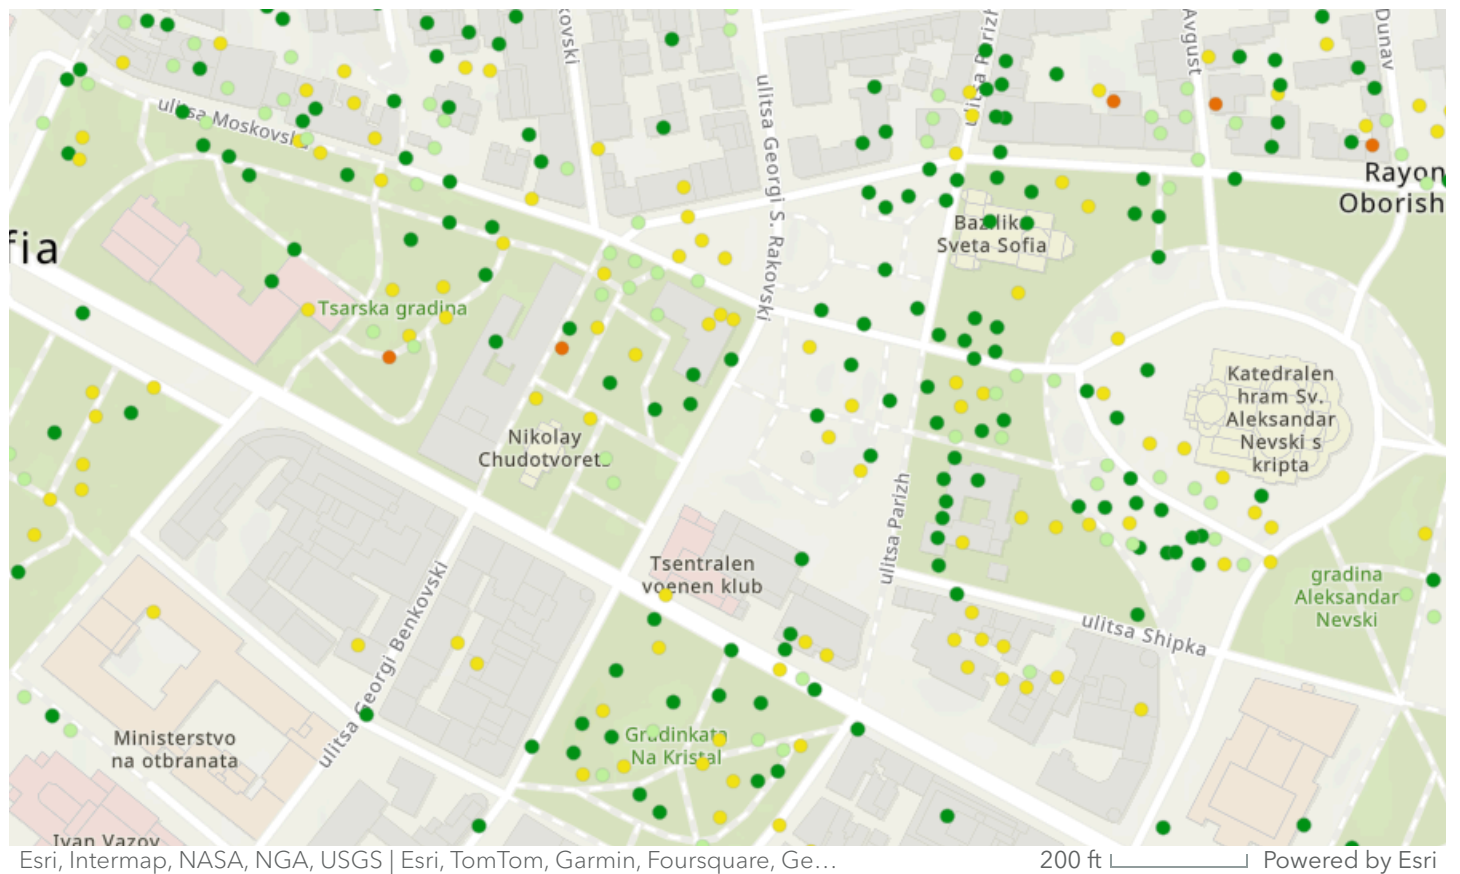 kovski
ulitsa Parizh
Avgust
Dunav
ulitsa Moskovska
ulitsa Georgi S. Rakovski
Rayon
Oborish
Bazilika
Sveta Sofia
fia
Tsarska gradina
Katedralen
hram Sv.
Aleksandar
Nevski s
kripta
Nikolay
Chudotvorets
ulitsa Parizh
Tsentralen
voenen klub
gradina
Aleksandar
Nevski
ulitsa Shipka
ulitsa Georgi Benkovski
Ministerstvo
na otbranata
Gradinkata
Na Kristal
Ivan Vazov
Esri, Intermap, NASA, NGA, USGS | Esri, TomTom, Garmin, Foursquare, Ge…
200 ft
Powered by Esri